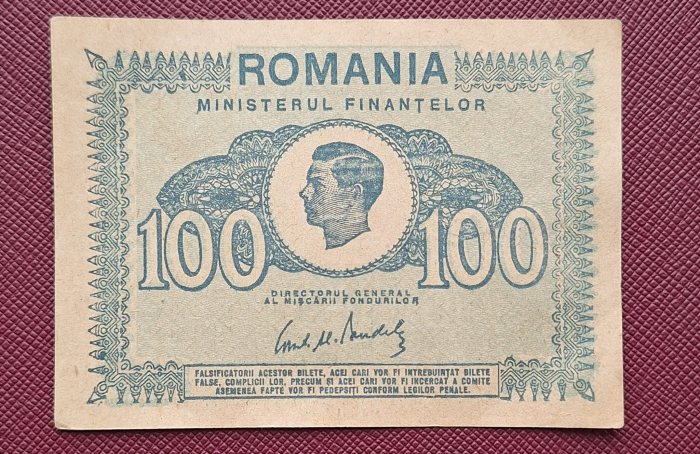 ROMANIA
MINISTERUL FINANȚELOR
100 100
DIRECTORUL GENERAL
AL MIȘCĂRII FONDURILOR
FALSIFICATORII ACESTOR BILETE, ACEI CARI VOR FI INTREBUINȚAT BILETE
FALSE, COMPLICII LOR, PRECUM ȘI ACEI CARI VOR FI INCERCAT A COMITE
ASEMENEA FAPTE VOR FI PEDEPSIȚI CONFORM LEGILOR PENALE.